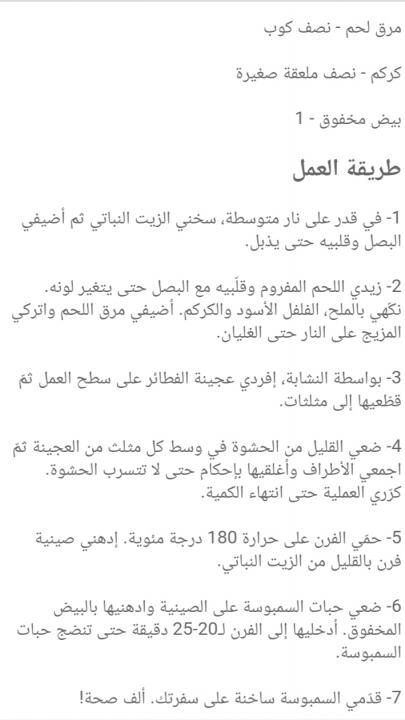 مرق لحم - نصف كوب
كركم - نصف ملعقة صغيرة
بيض مخفوق - 1
طريقة العمل
1- في قدر على نار متوسطة، سخني الزيت النباتي ثم أضيفي
البصل وقلبيه حتى يذبل.
2- زيدي اللحم المفروم وقلّبيه مع البصل حتى يتغير لونه.
نكّهي بالملح، الفلفل الأسود والكركم. أضيفي مرق اللحم واتركي
المزيج على النار حتى الغليان.
3- بواسطة النشابة، إفردي عجينة الفطائر على سطح العمل ثمّ
قطّعيها إلى مثلثات.
4- ضعي القليل من الحشوة في وسط كل مثلث من العجينة ثمّ
اجمعي الأطراف وأغلقيها بإحكام حتى لا تتسرب الحشوة.
كرّري العملية حتى انتهاء الكمية.
5- حمّي الفرن على حرارة 180 درجة مئوية. إدهني صينية
فرن بالقليل من الزيت النباتي.
6- ضعي حبات السمبوسة على الصينية وادهنيها بالبيض
المخفوق. أدخليها إلى الفرن لـ20-25 دقيقة حتى تنضج حبات
السمبوسة.
7- قدّمي السمبوسة ساخنة على سفرتك. ألف صحة!